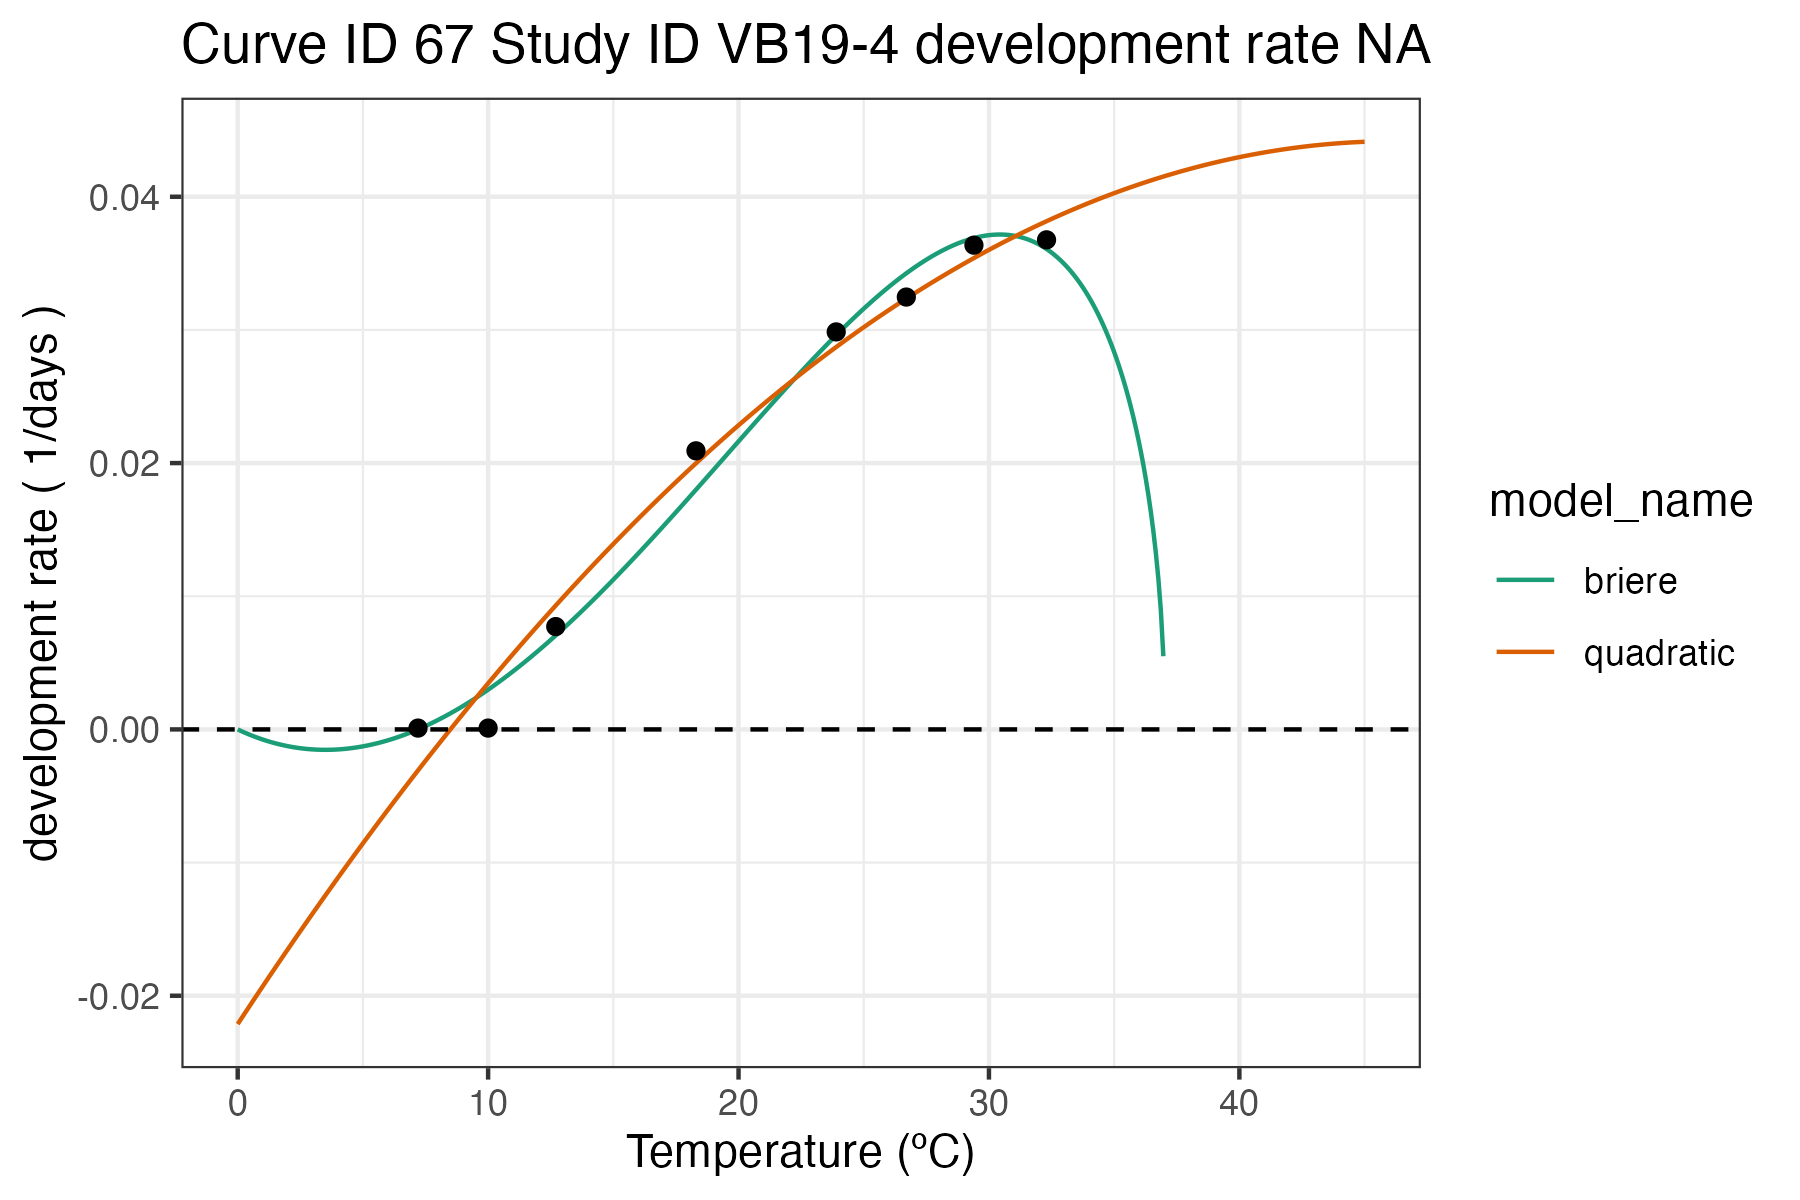 Curve ID 67 Study ID VB19-4 development rate NA
development rate ( 1/days )
0.04
0.02
0.00
-0.02
0
10
20
30
40
Temperature (ºC)
model_name
briere
quadratic